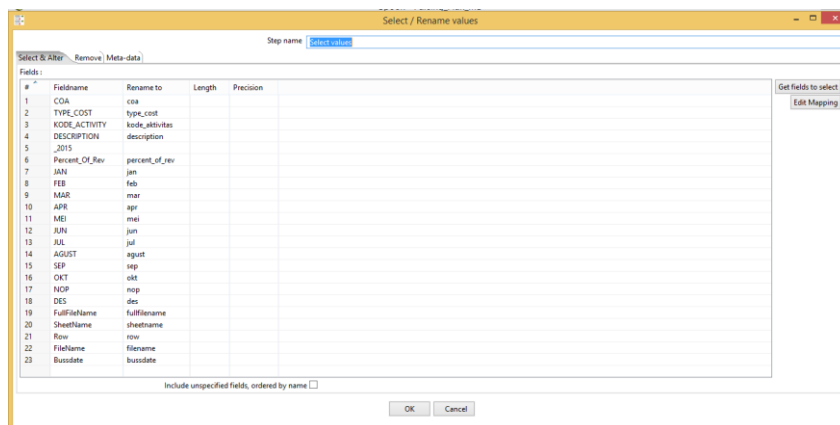 Select / Rename values
Step name Select values
Select & Alter Remove Meta-data
Fields :
# Fieldname Rename to Length Precision
Get fields to select
Edit Mapping
1 COA coa
2 TYPE_COST type_cost
3 KODE_ACTIVITY kode_aktivitas
4 DESCRIPTION description
5 _2015
6 Percent_Of_Rev percent_of_rev
7 JAN jan
8 FEB feb
9 MAR mar
10 APR apr
11 MEI mei
12 JUN jun
13 JUL jul
14 AGUST agust
15 SEP sep
16 OKT okt
17 NOP nop
18 DES des
19 FullFileName fullfilename
20 SheetName sheetname
21 Row row
22 FileName filename
23 Bussdate bussdate
Include unspecified fields, ordered by name
OK Cancel